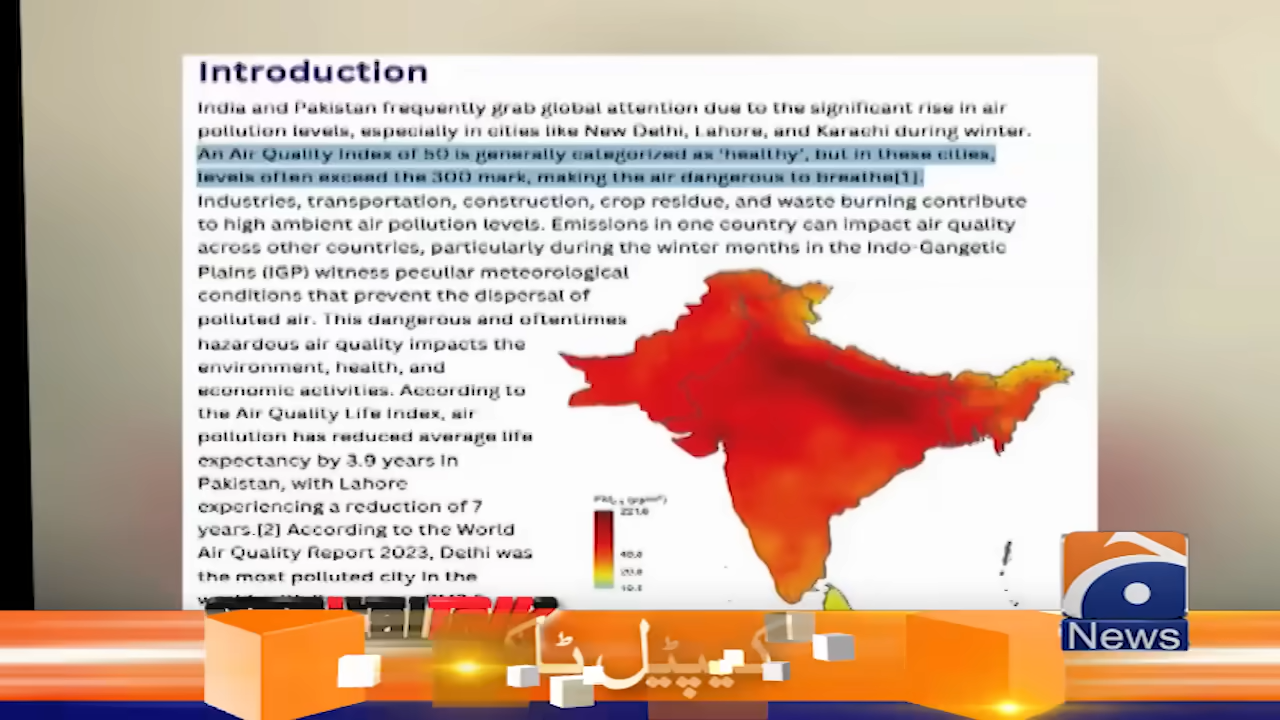 Introduction
India and Pakistan frequently grab global attention due to the significant rise in air
pollution levels, especially in cities like New Delhi, Lahore, and Karachi during winter.
An Air Quality Index of 50 is generally categorized as 'healthy', but in these cities,
levels often exceed the 300 mark, making the air dangerous to breathe[1].
Industries, transportation, construction, crop residue, and waste burning contribute
to high ambient air pollution levels. Emissions in one country can impact air quality
across other countries, particularly during the winter months in the Indo-Gangetic
Plains (IGP) witness peculiar meteorological
conditions that prevent the dispersal of
polluted air. This dangerous and oftentimes
hazardous air quality impacts the
environment, health, and
economic activities. According to
the Air Quality Life Index, air
pollution has reduced average life
expectancy by 3.9 years in
Pakistan, with Lahore
experiencing a reduction of 7
years.[2] According to the World
Air Quality Report 2023, Delhi was
the most polluted city in the
کیپیٹل ٹاک
News